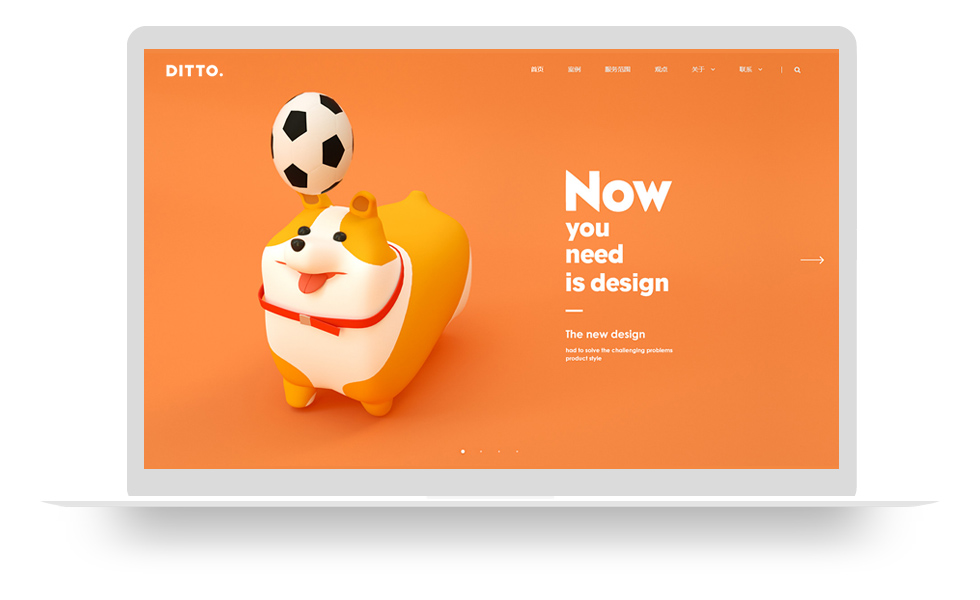 DITTO.
首页 案例 服务范围 观点 关于 联系
Now
you
need
is design
The new design
had to solve the challenging problems
product style